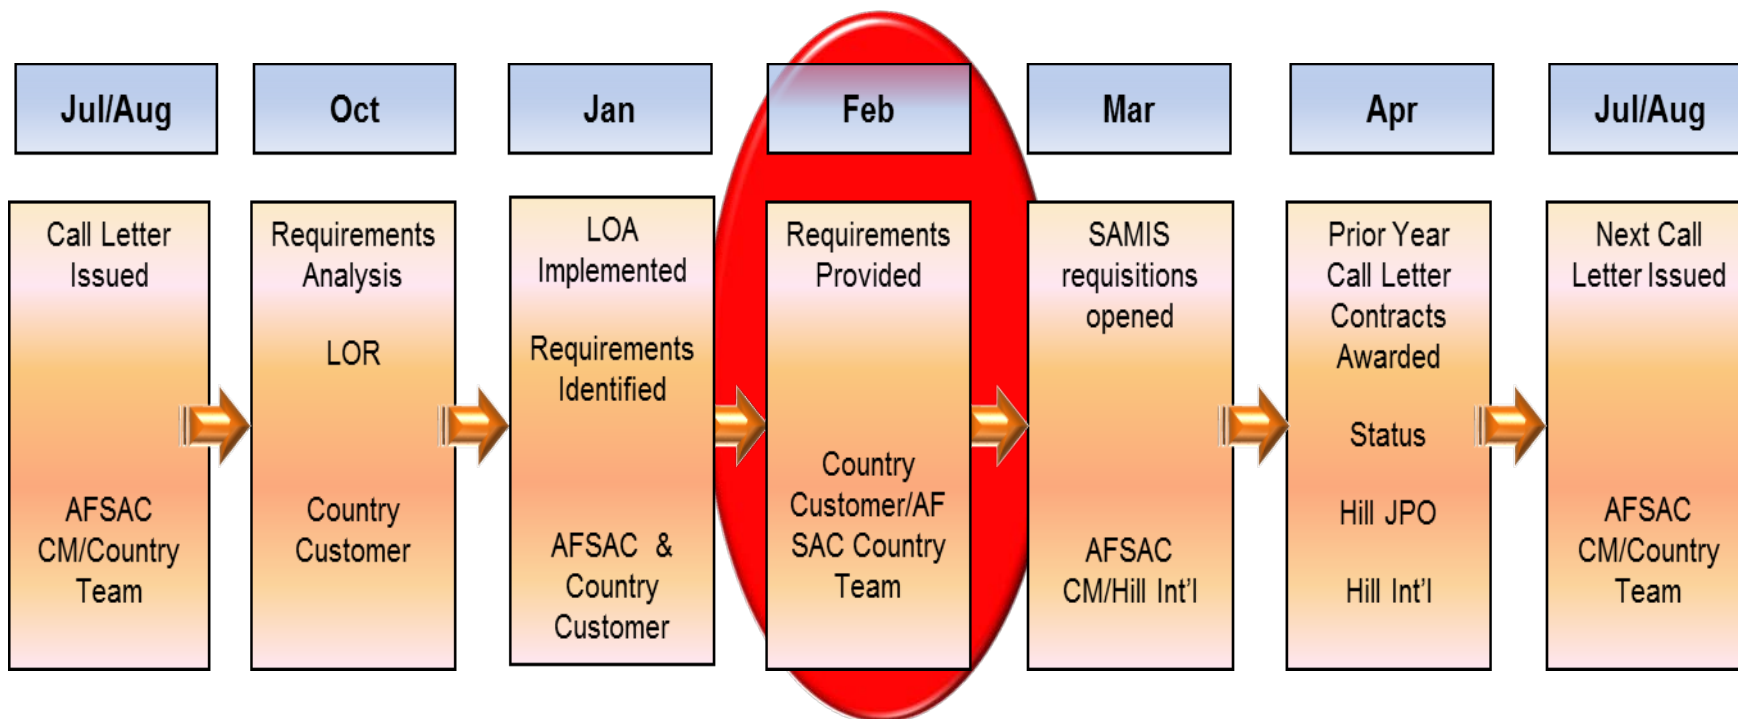 Jul/Aug
Oct
Jan
Feb
Mar
Apr
Jul/Aug
Call Letter
Issued
AFSAC
CM/Country
Team
Requirements
Analysis
LOR
Country
Customer
LOA
Implemented
Requirements
Identified
AFSAC &
Country
Customer
Requirements
Provided
Country
Customer/AF
SAC Country
Team
SAMIS
requisitions
opened
AFSAC
CM/Hill Int'l
Prior Year
Call Letter
Contracts
Awarded
Status
Hill JPO
Hill Int'l
Next Call
Letter Issued
AFSAC
CM/Country
Team